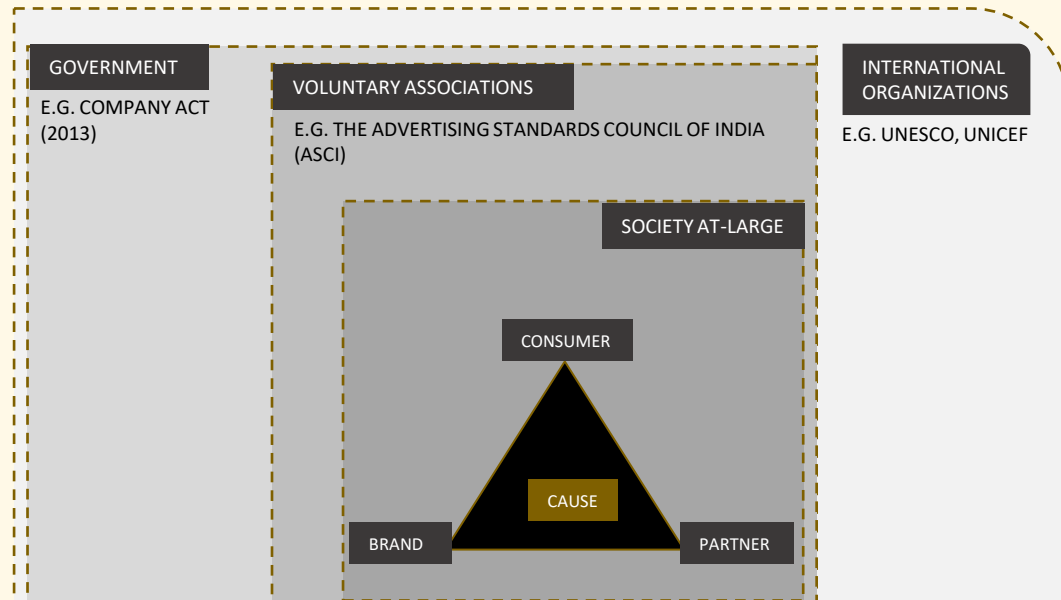 GOVERNMENT
E.G. COMPANY ACT
(2013)
VOLUNTARY ASSOCIATIONS
E.G. THE ADVERTISING STANDARDS COUNCIL OF INDIA
(ASCI)
INTERNATIONAL
ORGANIZATIONS
E.G. UNESCO, UNICEF
SOCIETY AT-LARGE
CONSUMER
CAUSE
BRAND
PARTNER